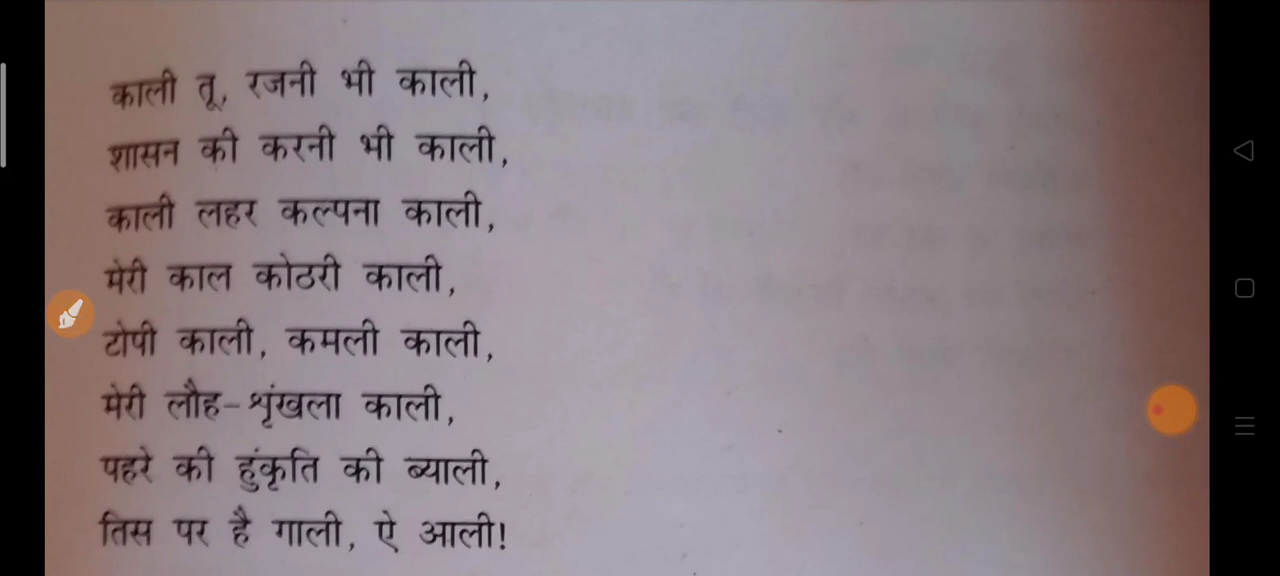 काली तू, रजनी भी काली,
शासन की करनी भी काली,
काली लहर कल्पना काली,
मेरी काल कोठरी काली,
टोपी काली, कमली काली,
मेरी लौह-शृंखला काली,
पहरे की हुंकृति की ब्याली,
तिस पर है गाली, ऐ आली!